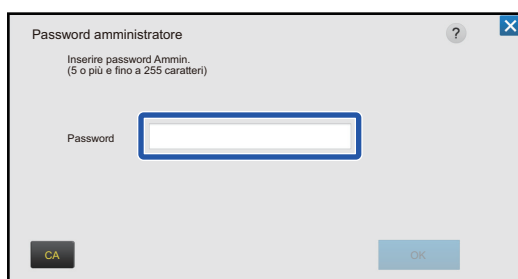 Password amministratore
?
Inserire password Ammin.
(5 o più e fino a 255 caratteri)
Password
CA
OK